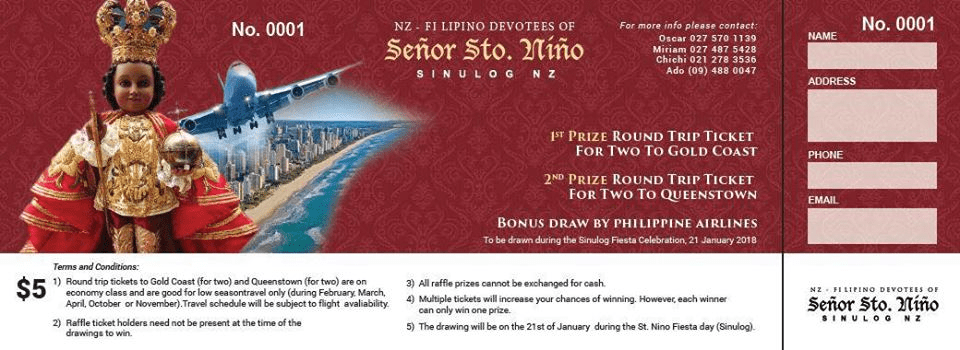 No. 0001
NZ - FI LIPINO DEVOTEES OF
Señor Sto. Niño
SINULOG NZ
For more info please contact:
Oscar 027 570 1139
Miriam 027 487 5428
Chichi 021 278 3536
Ado (09) 488 0047
1ST PRIZE ROUND TRIP TICKET
FOR TWO TO GOLD COAST
2ND PRIZE ROUND TRIP TICKET
FOR TWO TO QUEENSTOWN
BONUS DRAW BY PHILIPPINE AIRLINES
To be drawn during the Sinulog Fiesta Celebration, 21 January 2018
No. 0001
NAME
ADDRESS
PHONE
EMAIL
$5
Terms and Conditions:
1) Round trip tickets to Gold Coast (for two) and Queenstown (for two) are on
economy class and are good for low seasontravel only (during February, March,
April, October or November).Travel schedule will be subject to flight avaliability.
2) Raffle ticket holders need not be present at the time of the
drawings to win.
3) All raffle prizes cannot be exchanged for cash.
4) Multiple tickets will increase your chances of winning. However, each winner
can only win one prize.
5) The drawing will be on the 21st of January during the St. Nino Fiesta day (Sinulog).
NZ - FILIPINO DEVOTEES OF
Señor Sto. Niño
SINULOG NZ